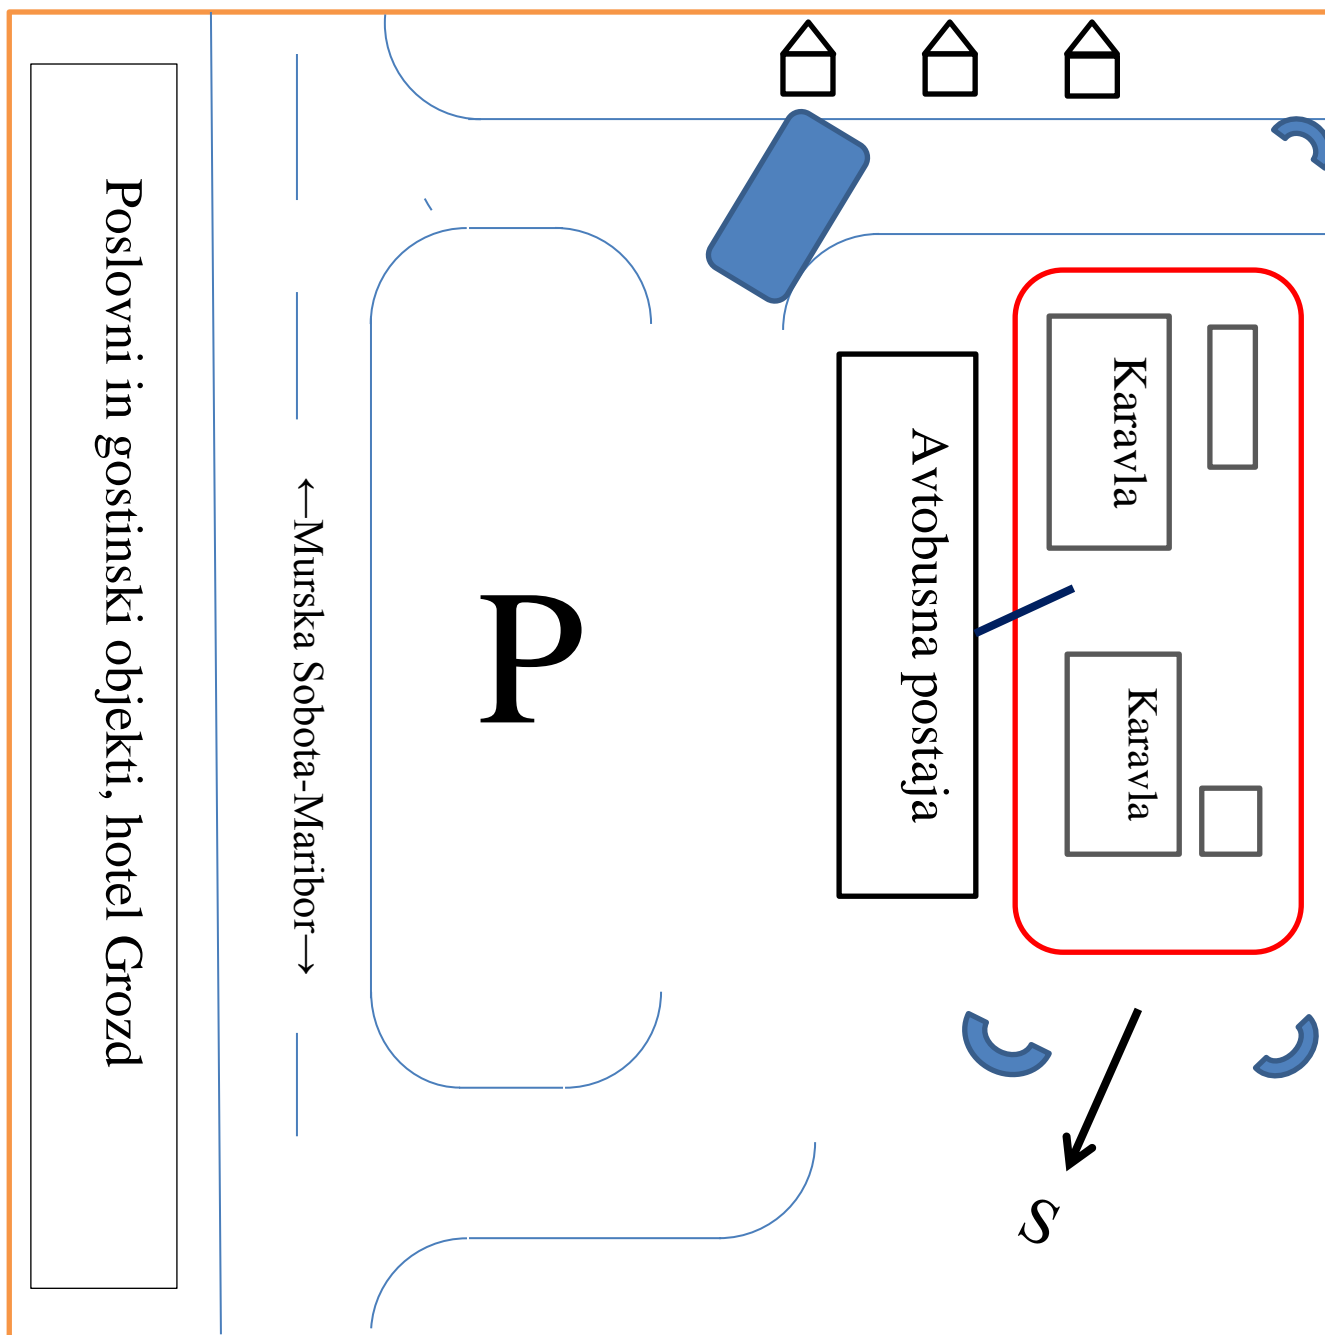 Poslovni in gostinski objekti, hotel Grozd
←Murska Sobota-Maribor→
P
Avtobusna postaja
Karavla
Karavla
S